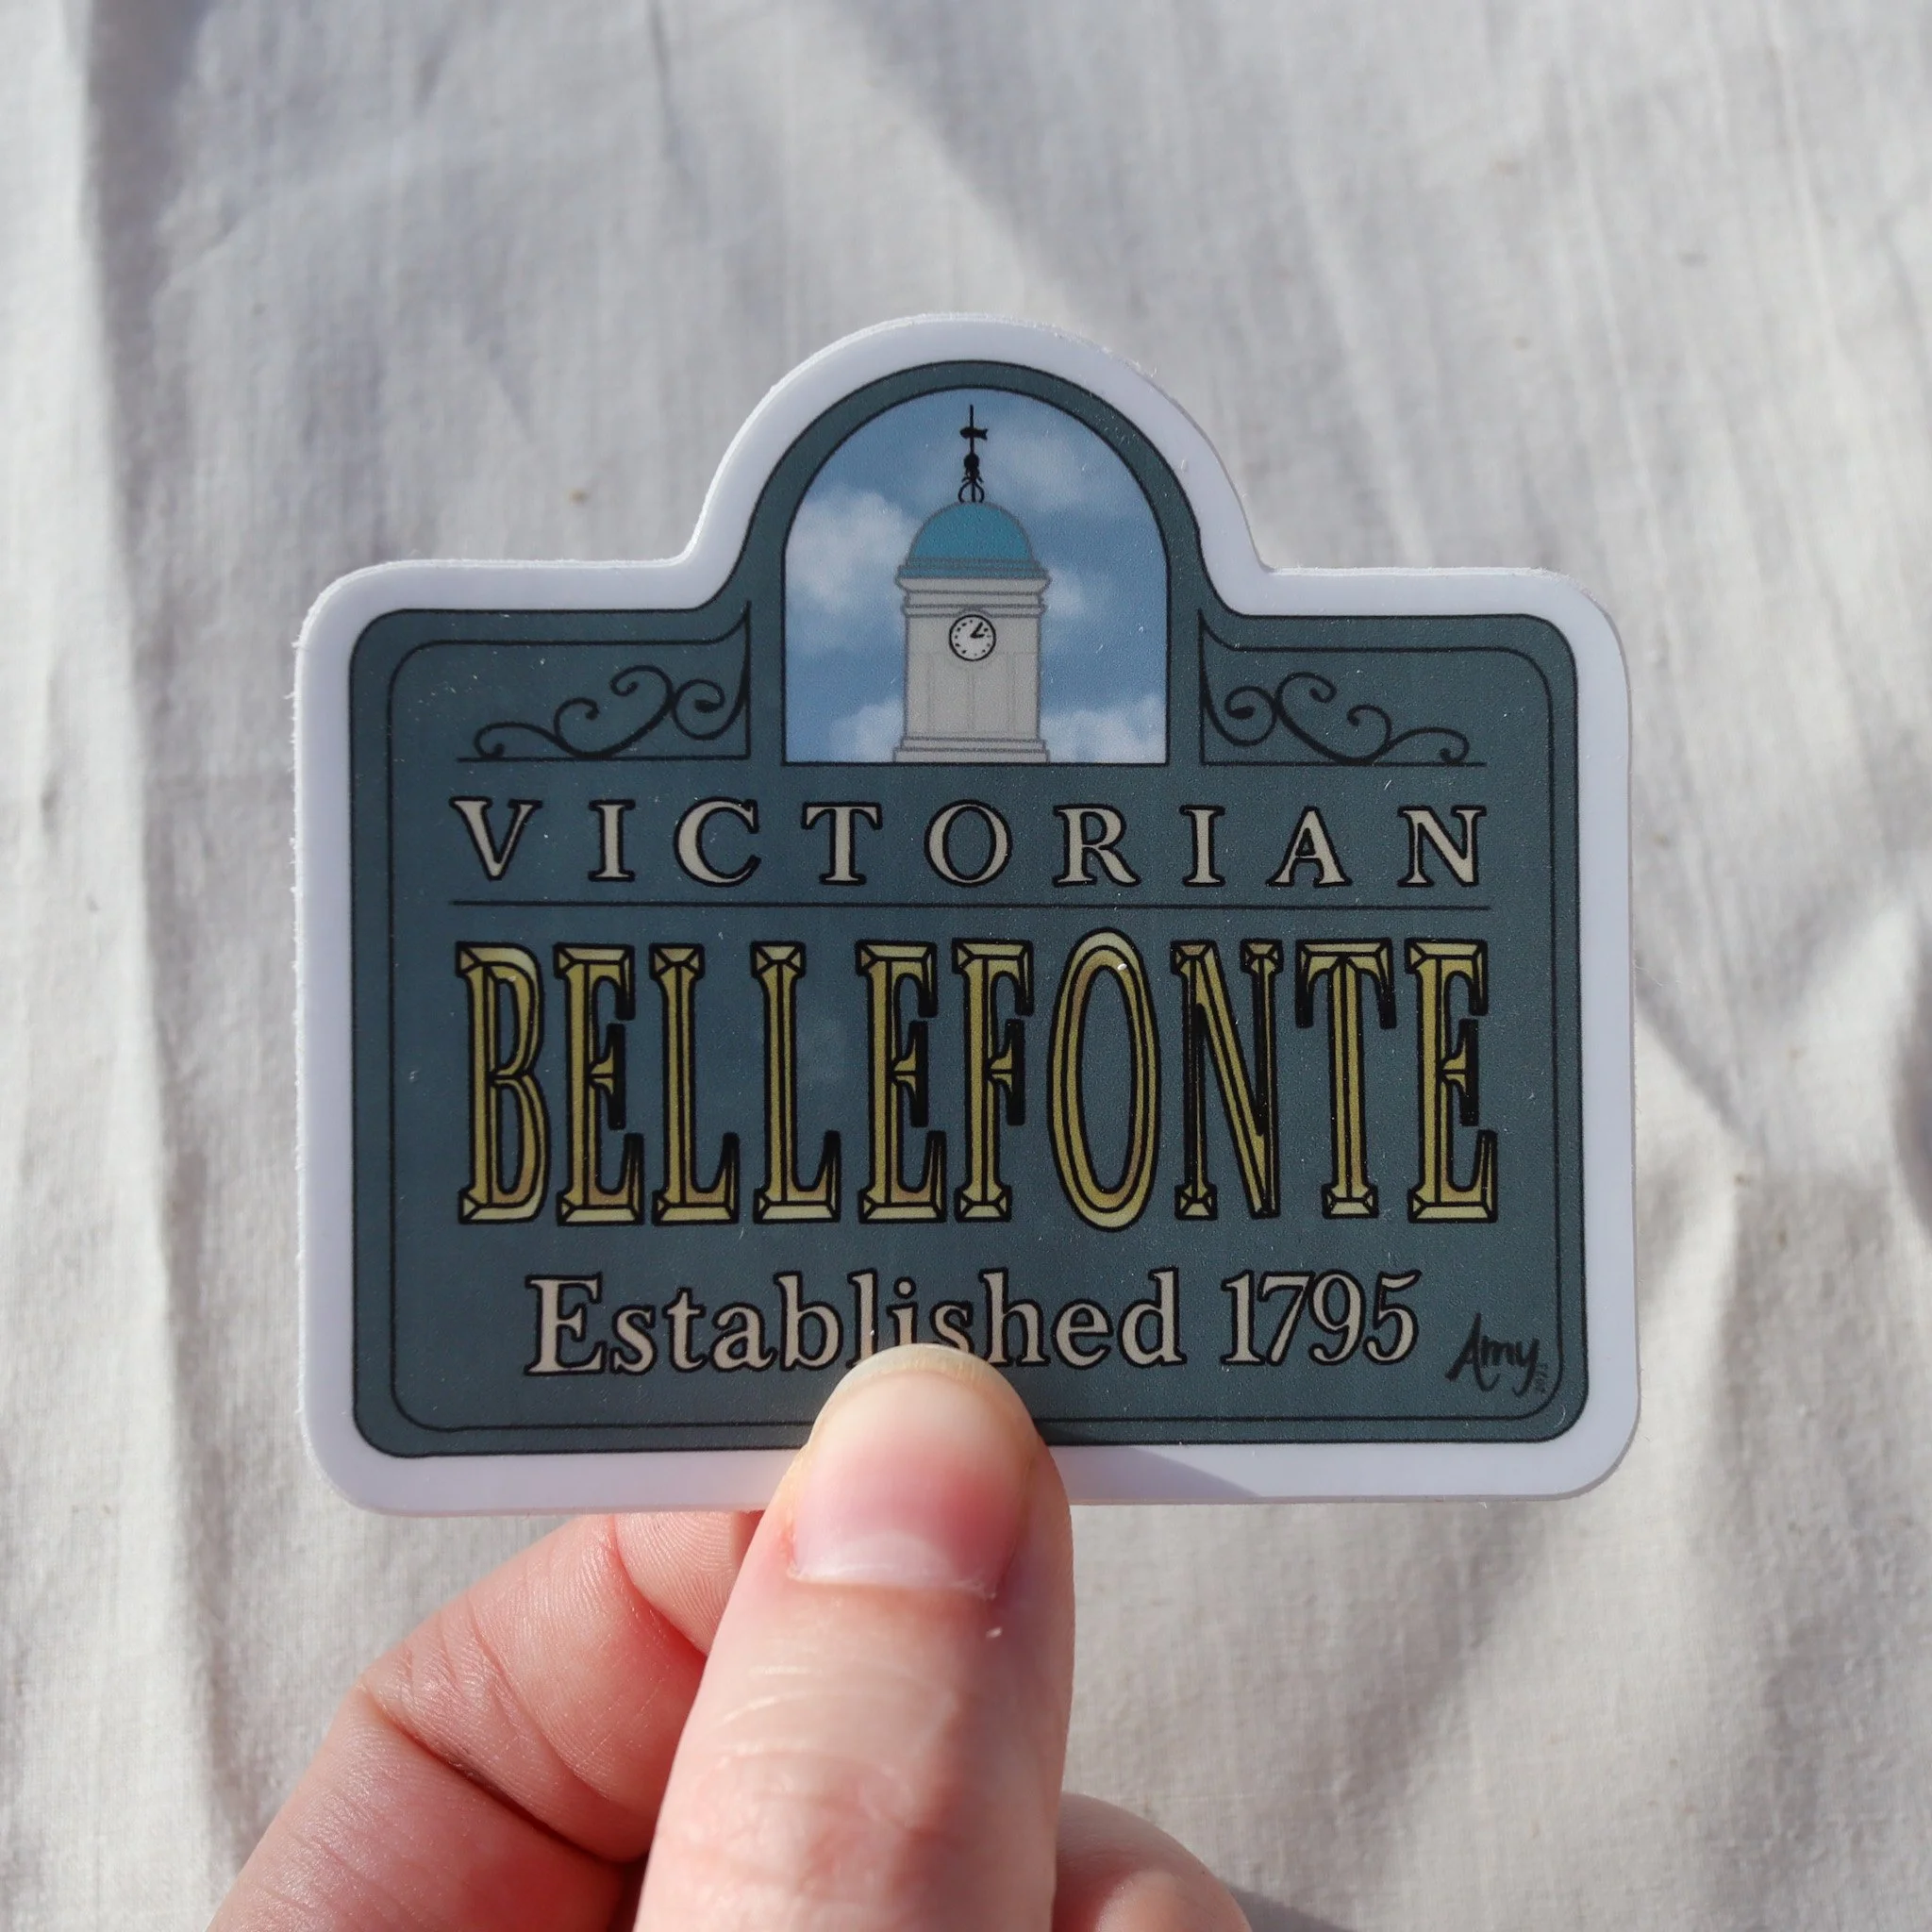 VICTORIAN
BELLEFONTE
Established 1795
Amy